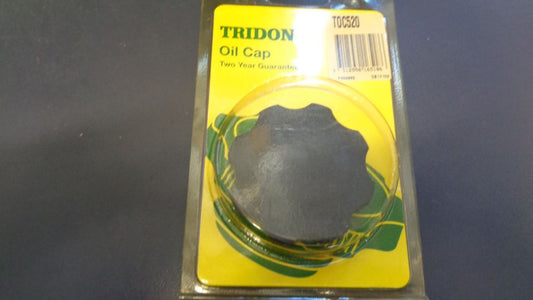 TRIDON
TOC520
Oil Cap
Two Year Guarantee